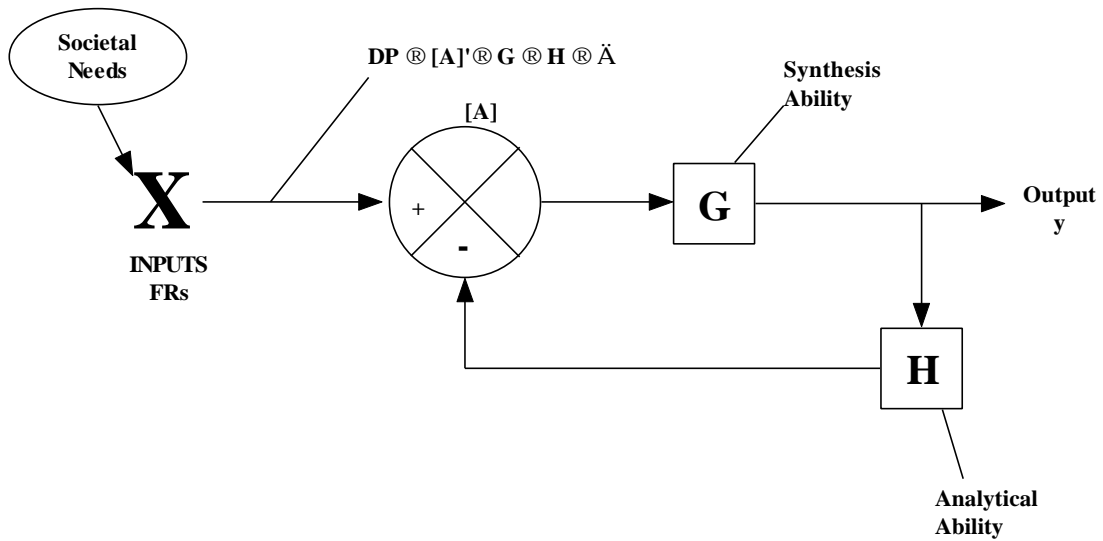 Societal
Needs
DP ® [A]' ® G ® H ® Ä
[A]
Synthesis
Ability
X
+
-
G
Output
y
INPUTS
FRs
H
Analytical
Ability